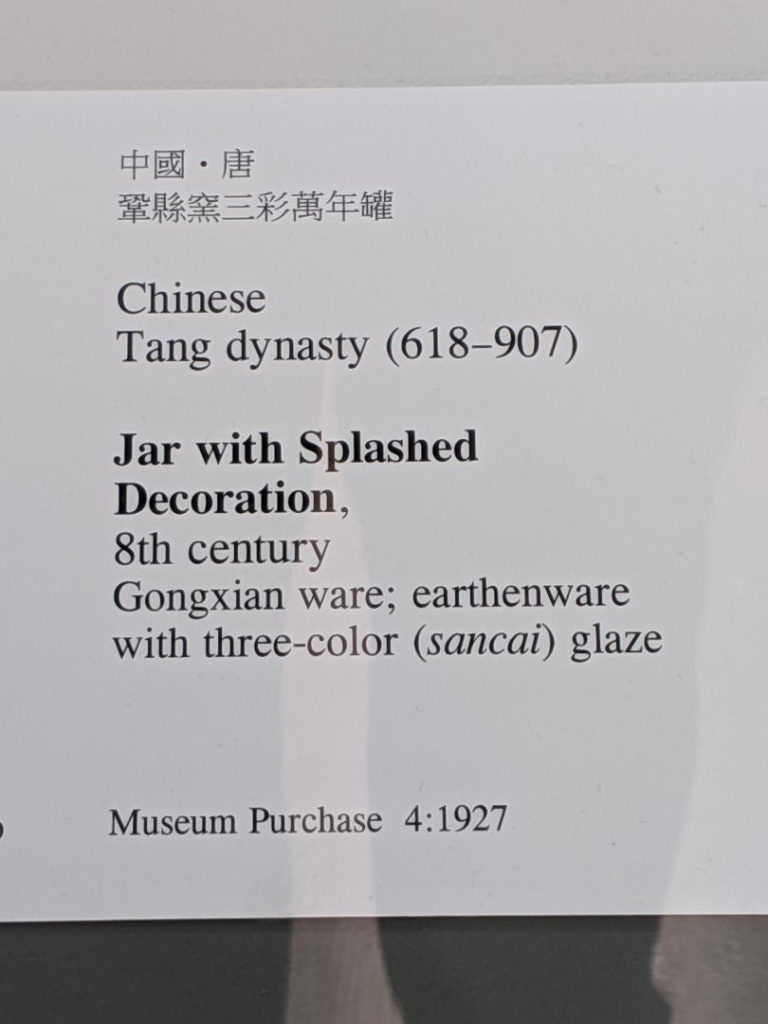 中國・唐
鞏縣窯三彩萬年罐
Chinese
Tang dynasty (618–907)
Jar with Splashed
Decoration,
8th century
Gongxian ware; earthenware
with three-color (sancai) glaze
Museum Purchase 4:1927